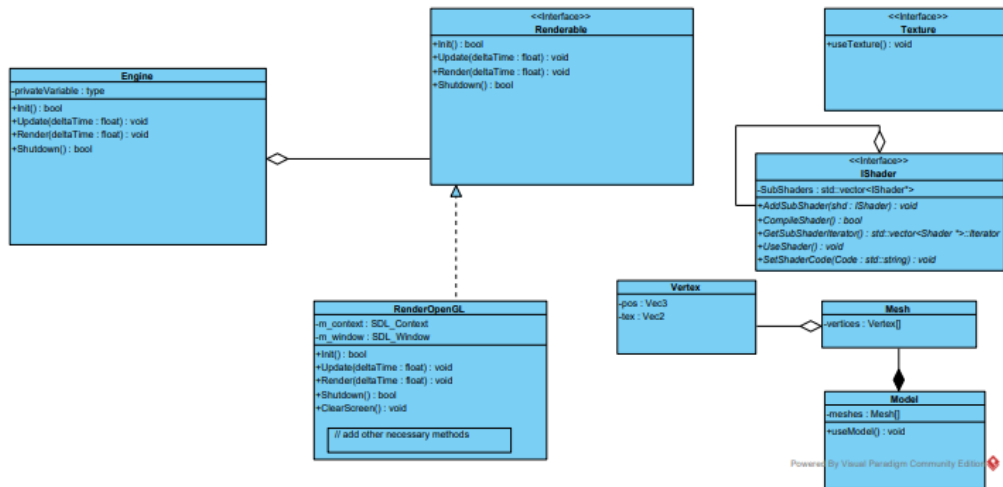 Engine
-privateVariable : type
+Init() : bool
+Update(deltaTime : float) : void
+Render(deltaTime : float) : void
+Shutdown() : bool
<<Interface>>
Renderable
+Init() : bool
+Update(deltaTime : float) : void
+Render(deltaTime : float) : void
+Shutdown() : bool
<<Interface>>
Texture
+useTexture() : void
<<Interface>>
IShader
-SubShaders : std::vector<IShader*>
+AddSubShader(shd : IShader) : void
+CompileShader() : bool
+GetSubShaderIterator() : std::vector<Shader *>::Iterator
+UseShader() : void
+SetShaderCode(Code : std::string) : void
RenderOpenGL
-m_context : SDL_Context
-m_window : SDL_Window
+Init() : bool
+Update(deltaTime : float) : void
+Render(deltaTime : float) : void
+Shutdown() : bool
+ClearScreen() : void
// add other necessary methods
Vertex
-pos : Vec3
-tex : Vec2
Mesh
-vertices : Vertex[]
Model
-meshes : Mesh[]
+useModel() : void
Powered By Visual Paradigm Community Edition